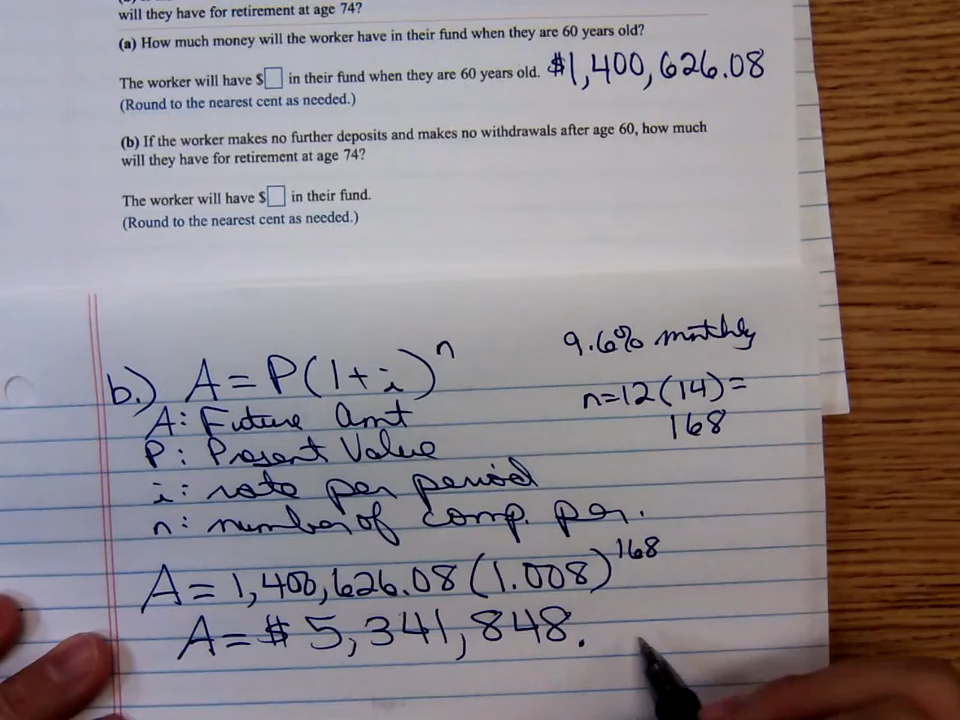 will they have for retirement at age 74?
(a) How much money will the worker have in their fund when they are 60 years old?
The worker will have $ in their fund when they are 60 years old. $1,400,626.08
(Round to the nearest cent as needed.)
(b) If the worker makes no further deposits and makes no withdrawals after age 60, how much
will they have for retirement at age 74?
The worker will have $ in their fund.
(Round to the nearest cent as needed.)
9.6% monthly
b.) A = P(1+i)^n
n=12(14)=
168
A: Future Amt
P: Present Value
i: rate per period
n: number of comp. per.
A = 1,400,626.08(1.008)^168
A = $5,341,848.